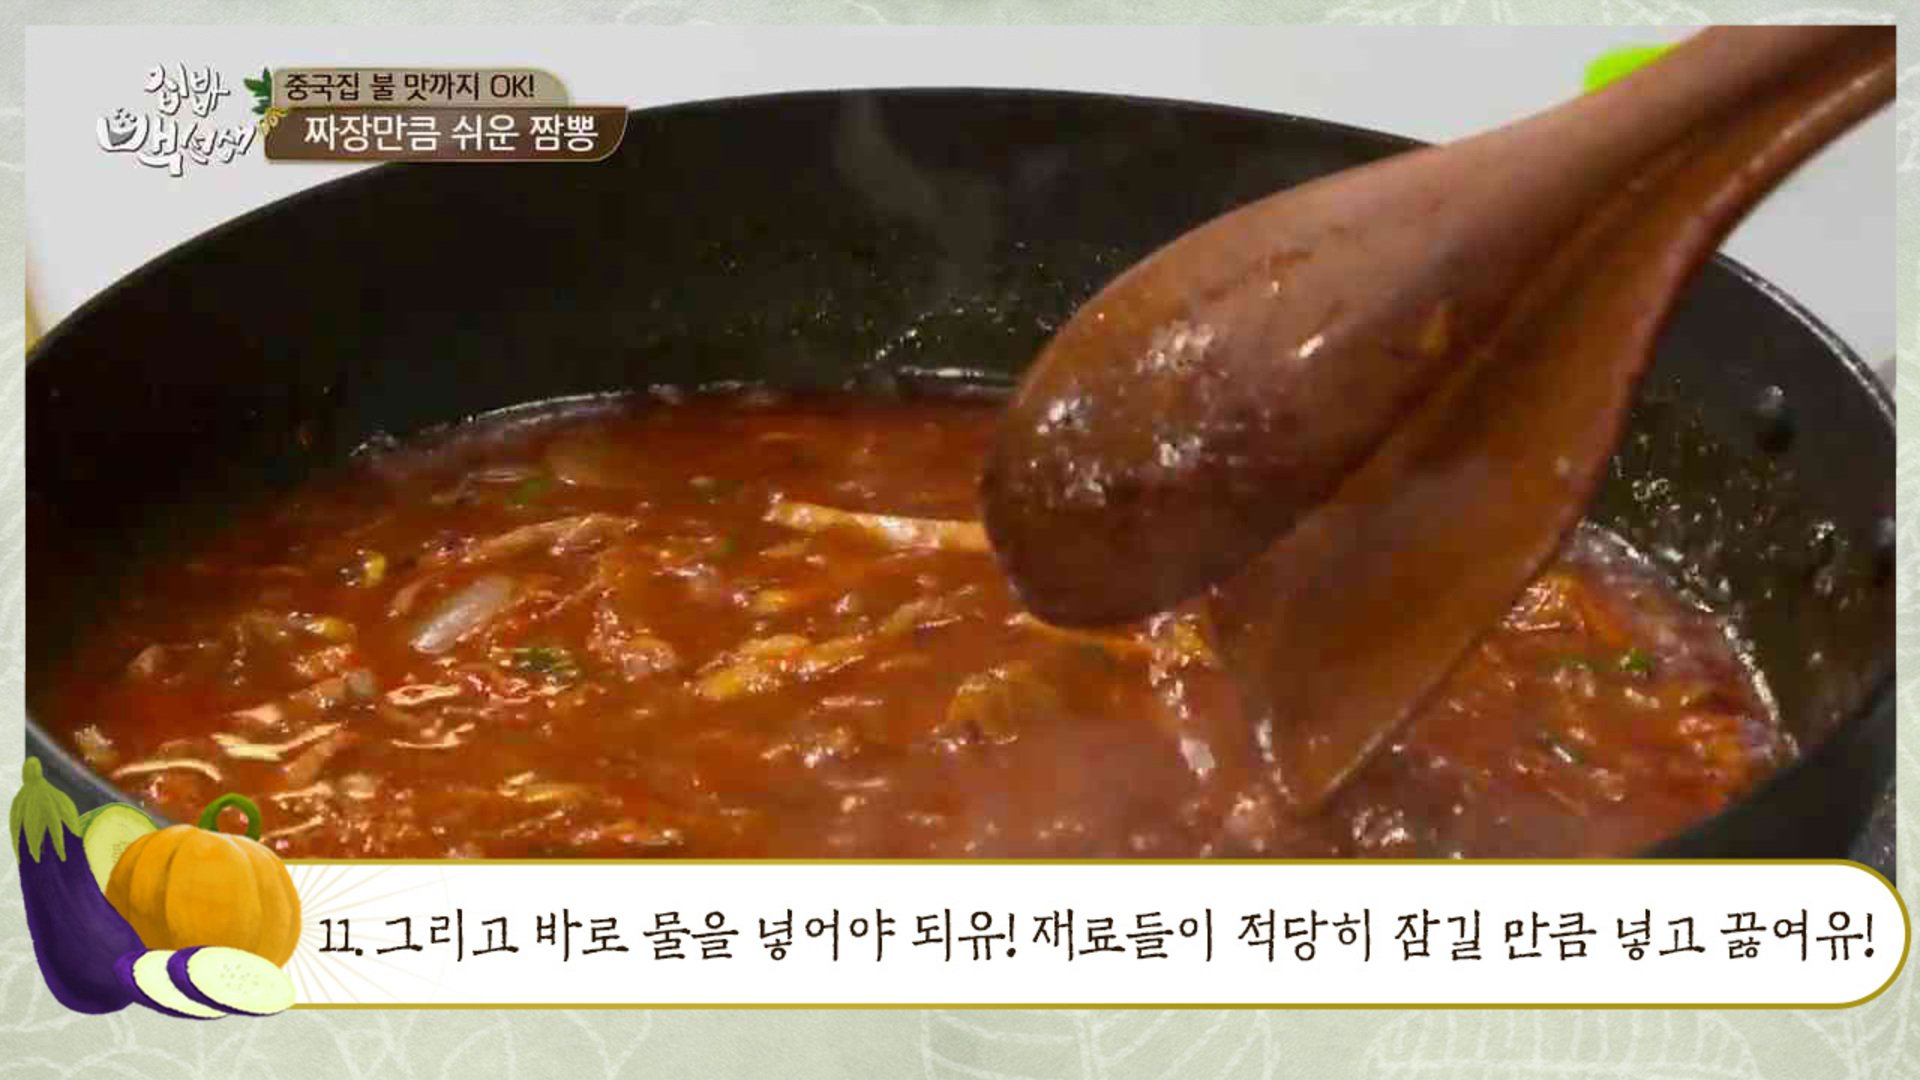 집밥
백선생
중국집 불 맛까지 OK!
짜장만큼 쉬운 짬뽕
11. 그리고 바로 물을 넣어야 되유! 재료들이 적당히 잠길 만큼 넣고 끓여유!